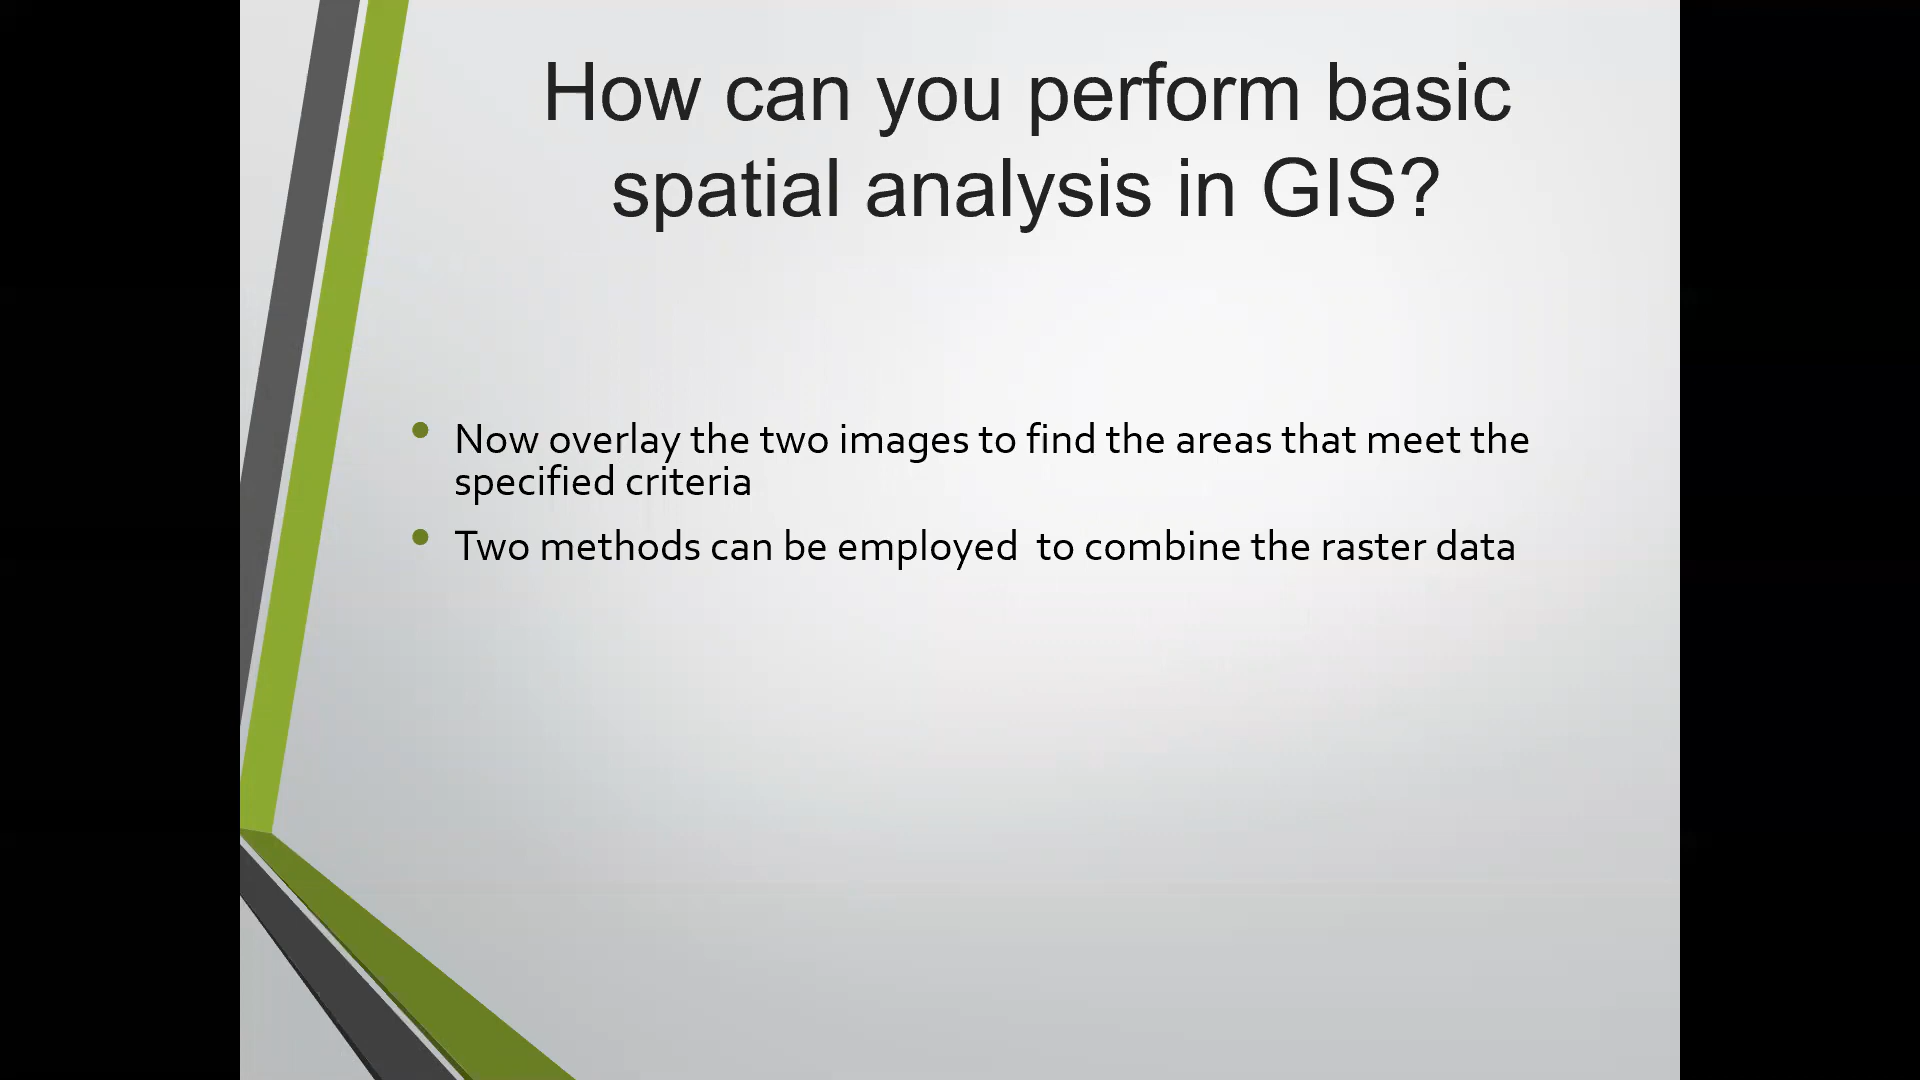 How can you perform basic
spatial analysis in GIS?
• Now overlay the two images to find the areas that meet the
specified criteria
• Two methods can be employed  to combine the raster data